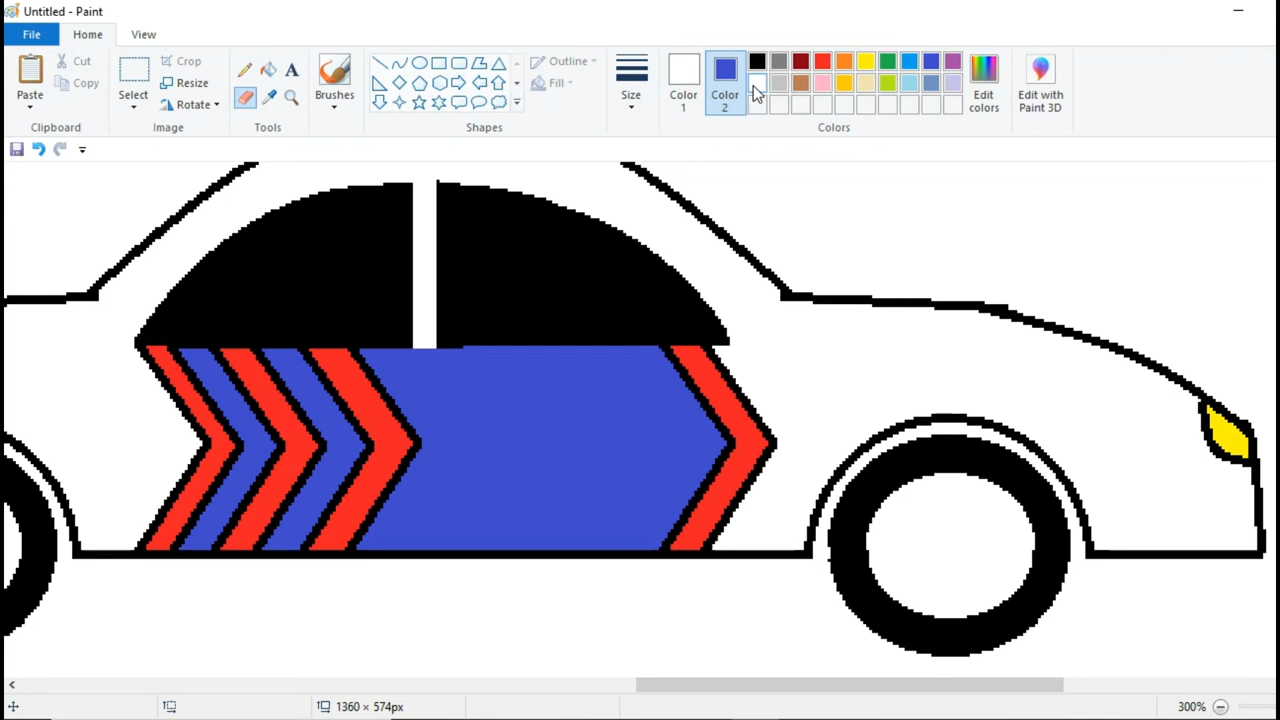 Untitled - Paint
File Home View
Paste
Cut
Copy
Clipboard
Select
Crop
Resize
Rotate
Image
Tools
Brushes
Shapes
Outline
Fill
Size
Color 1
Color 2
Edit colors
Colors
Edit with Paint 3D
1360 × 574px
300%